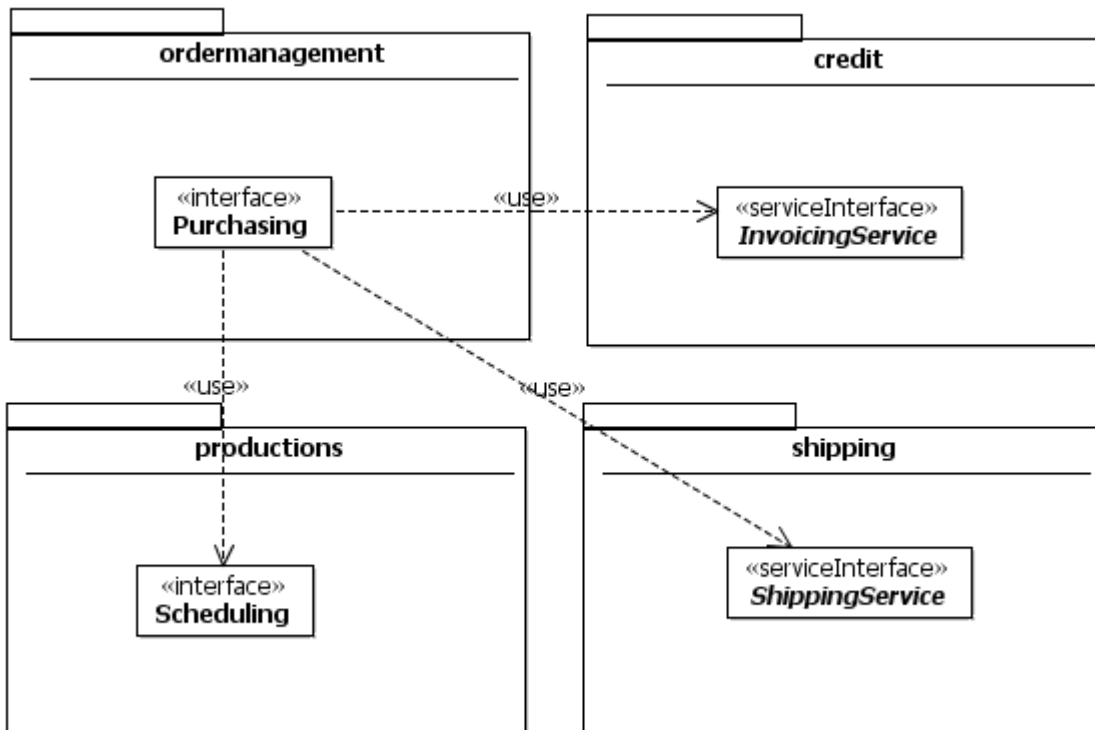 ordermanagement
credit
«interface»
Purchasing
«use»
«serviceInterface»
InvoicingService
«use»
«use»
productions
shipping
«interface»
Scheduling
«serviceInterface»
ShippingService